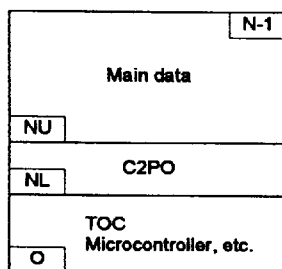 N-1
Main data
NU
C2PO
NL
TOC
Microcontroller, etc.
O